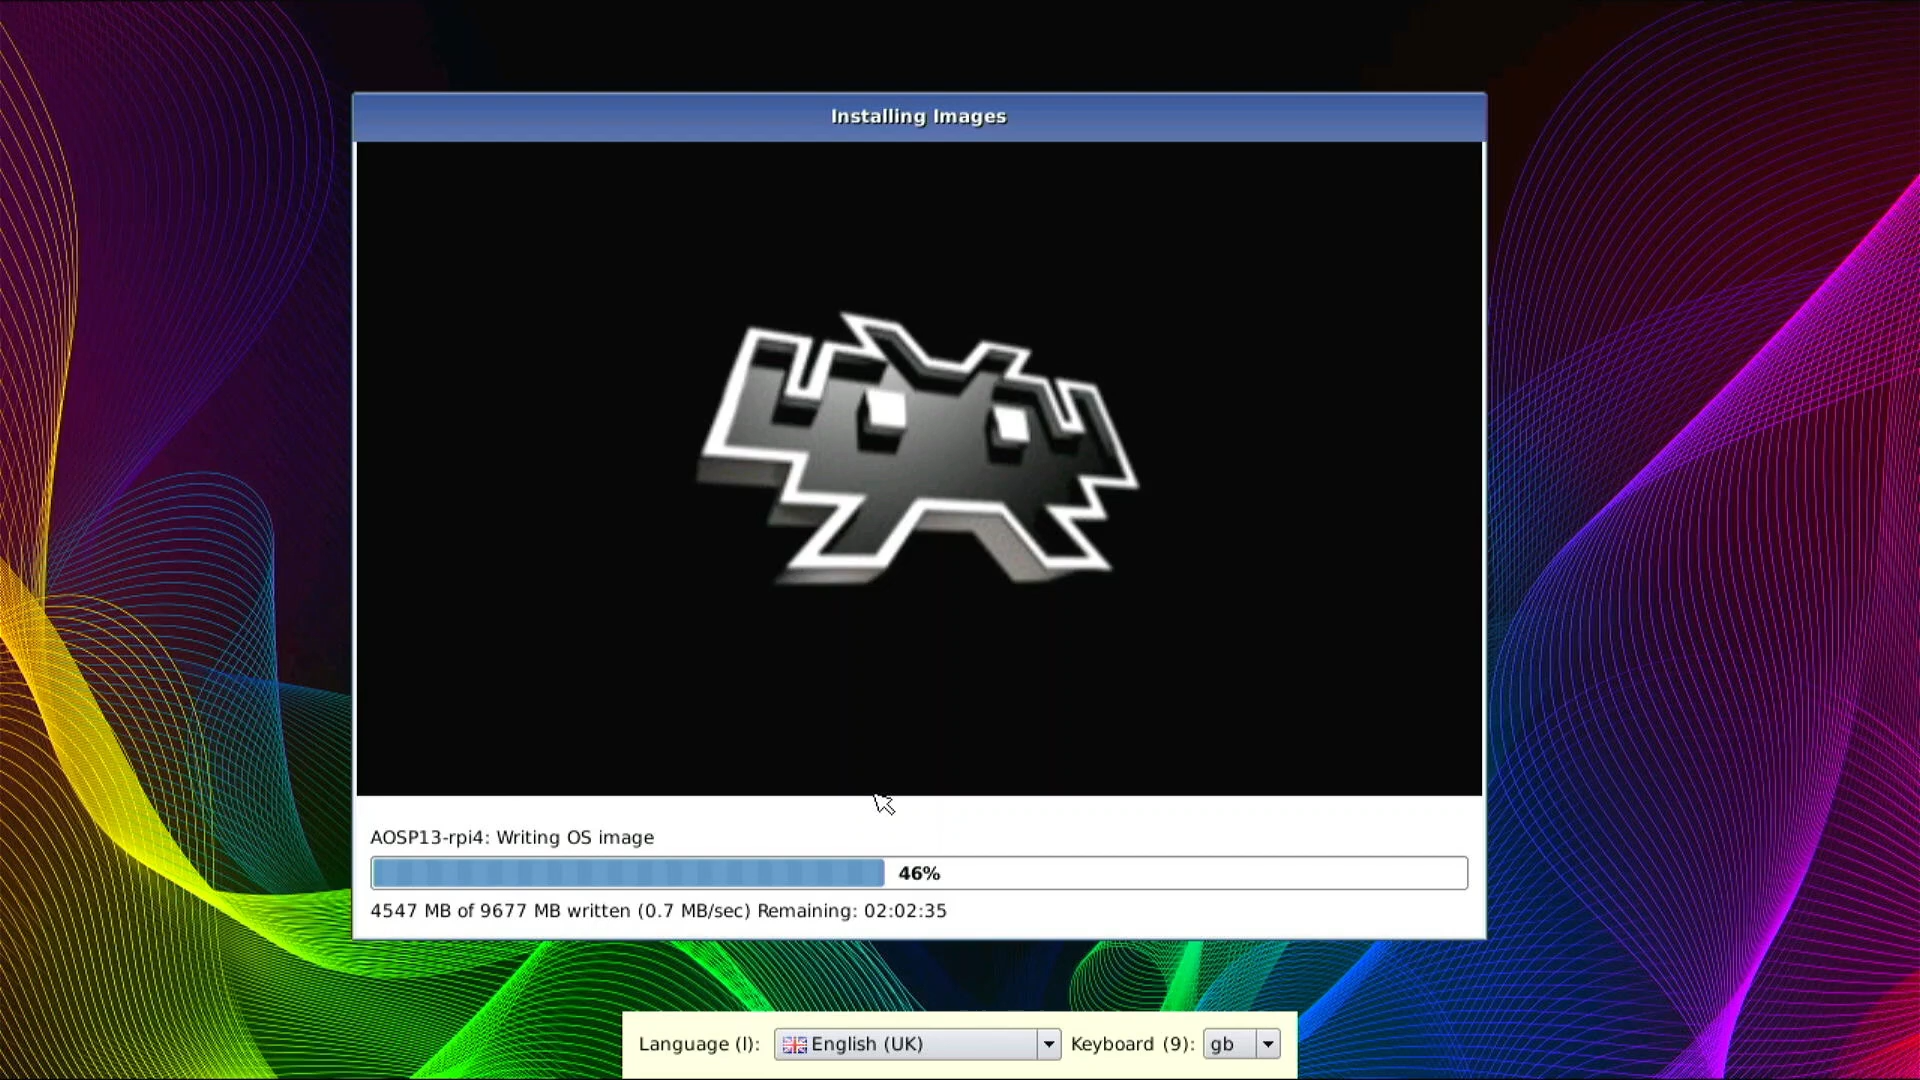 Installing Images
AOSP13-rpi4: Writing OS image
46%
4547 MB of 9677 MB written (0.7 MB/sec) Remaining: 02:02:35
Language (l): English (UK) Keyboard (9): gb